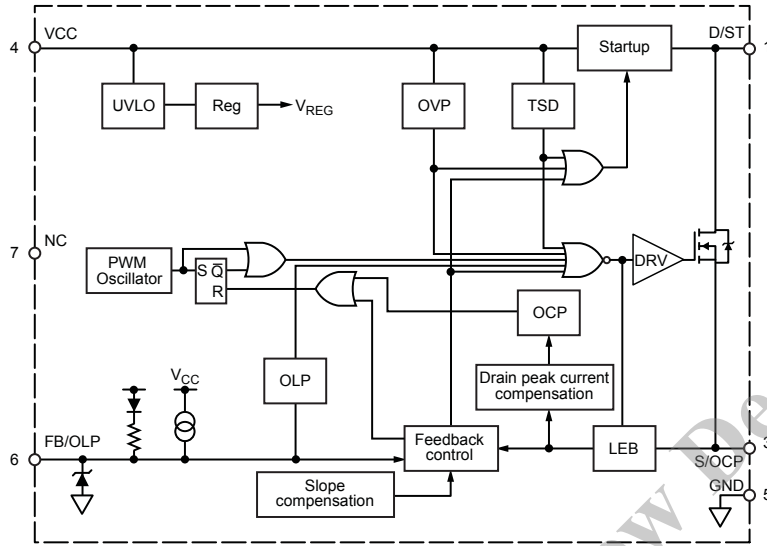 4 VCC D/ST 1
Startup
UVLO Reg VREG OVP TSD
7 NC
PWM
Oscillator
S Q̅
R
DRV
OCP
OLP
Drain peak current
compensation
VCC
6 FB/OLP
Feedback
control
LEB
S/OCP 3
Slope
compensation
GND 5